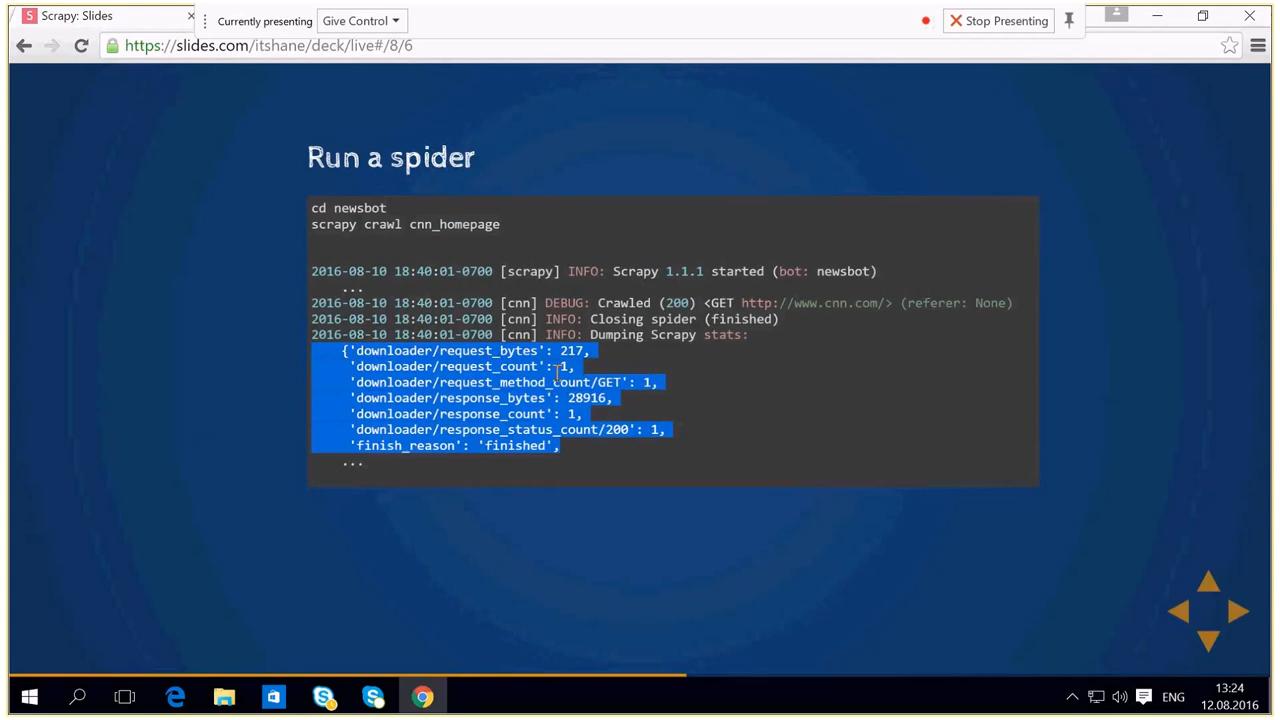 Scrapy: Slides
Currently presenting
Give Control
Stop Presenting
https://slides.com/itshane/deck/live#/8/6
Run a spider
cd newsbot
scrapy crawl cnn_homepage
2016-08-10 18:40:01-0700 [scrapy] INFO: Scrapy 1.1.1 started (bot: newsbot)
...
2016-08-10 18:40:01-0700 [cnn] DEBUG: Crawled (200) <GET http://www.cnn.com/> (referer: None)
2016-08-10 18:40:01-0700 [cnn] INFO: Closing spider (finished)
2016-08-10 18:40:01-0700 [cnn] INFO: Dumping Scrapy stats:
{'downloader/request_bytes': 217,
'downloader/request_count': 1,
'downloader/request_method_count/GET': 1,
'downloader/response_bytes': 28916,
'downloader/response_count': 1,
'downloader/response_status_count/200': 1,
'finish_reason': 'finished',
...
ENG
13:24
12.08.2016